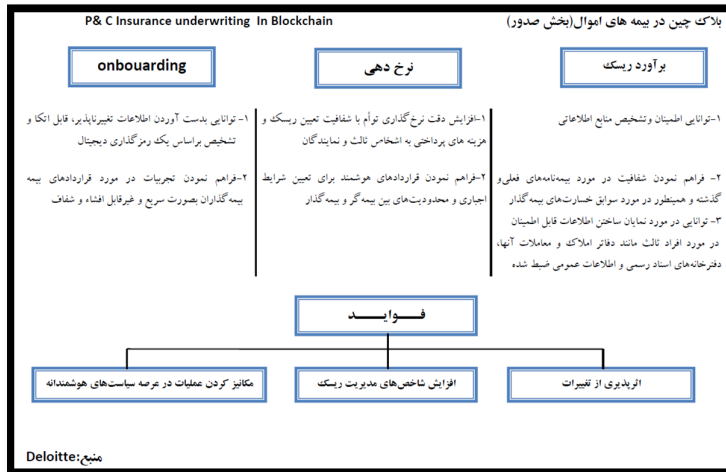 بلاک چین در بیمه های اموال(بخش صدور)
P& C Insurance underwriting In Blockchain
برآورد ریسک
۱-توانایی اطمینان وتشخیص منابع اطلاعاتی
۲- فراهم نمودن شفافیت در مورد بیمه‌نامه‌های فعلی و
گذشته و همینطور در مورد سوابق خسارت‌های بیمه گذار
۳- توانایی در مورد نمایان ساختن اطلاعات قابل اطمینان
در مورد افراد ثالث مانند دفاتر املاک و معاملات آنها،
دفترخانه‌های اسناد رسمی و اطلاعات عمومی ضبط شده
نرخ دهی
۱-افزایش دقت نرخ‌گذاری توأم با شفافیت تعیین ریسک و
هزینه های پرداختی به اشخاص ثالث و نمایندگان
۲-فراهم نمودن قراردادهای هوشمند برای تعیین شرایط
اجباری و محدودیت‌های بین بیمه‌گر و بیمه گذار
onbouarding
۱- توانایی بدست آوردن اطلاعات تغییرناپذیر، قابل اتکا و
تشخیص براساس یک رمزگذاری دیجیتال
۲-فراهم نمودن تجربیات در مورد قراردادهای بیمه
بیمه‌گذاران بصورت سریع و غیرقابل افشاء و شفاف
فـــوایـــد
اثرپذیری از تغییرات
افزایش شاخص‌های مدیریت ریسک
مکانیز کردن عملیات در عرصه سیاست‌های هوشمندانه
منبع:Deloitte